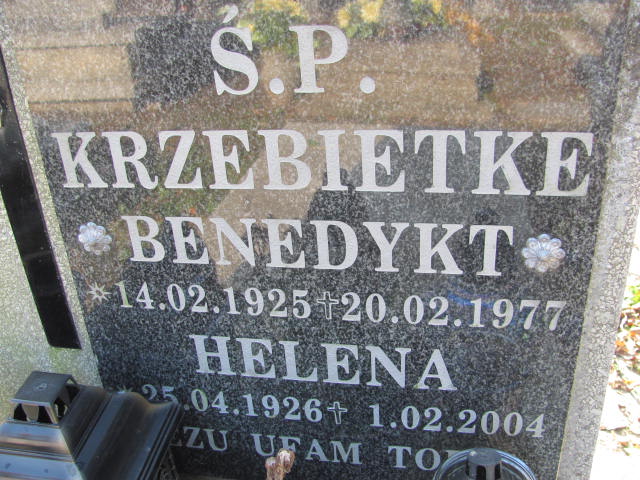 Ś.P.
KRZEBIETKE
BENEDYKT
*14.02.1925 ✝20.02.1977
HELENA
*25.04.1926✝ 1.02.2004
UFAM